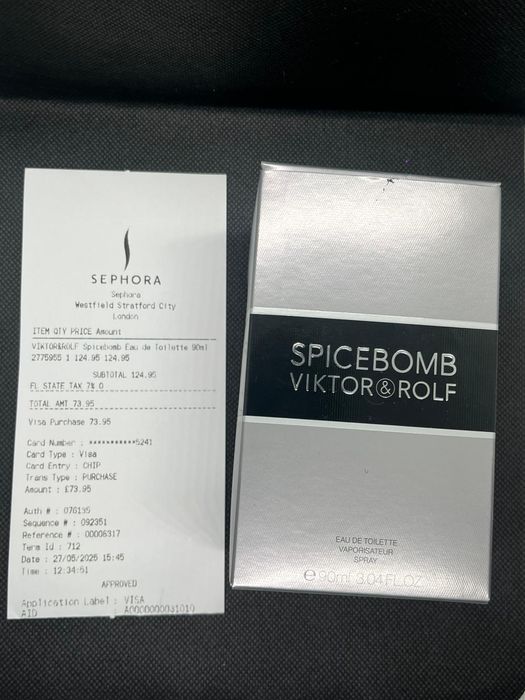 SEPHORA
Sephora
Westfield Stratford City
London
ITEM QTY PRICE Amount
VIKTOR&ROLF Spicebomb Eau de Toilette 90ml
2775955 1 124.95 124.95
SUBTOTAL 124.95
FL STATE TAX 7% 0
TOTAL AMT 73.95
Visa Purchase 73.95
Card Number : ***********5241
Card Type : Visa
Card Entry : CHIP
Trans Type : PURCHASE
Amount : £73.95
Auth # : 076135
Sequence # : 092351
Reference # : 00006317
Term Id : 712
Date : 27/05/2025 15:45
Time : 12:34:51
APPROVED
Application Label : VISA
AID A0000000031010
SPICEBOMB
VIKTOR&ROLF
EAU DE TOILETTE
VAPORISATEUR
SPRAY
℮ 90ml 3.04 FL.OZ